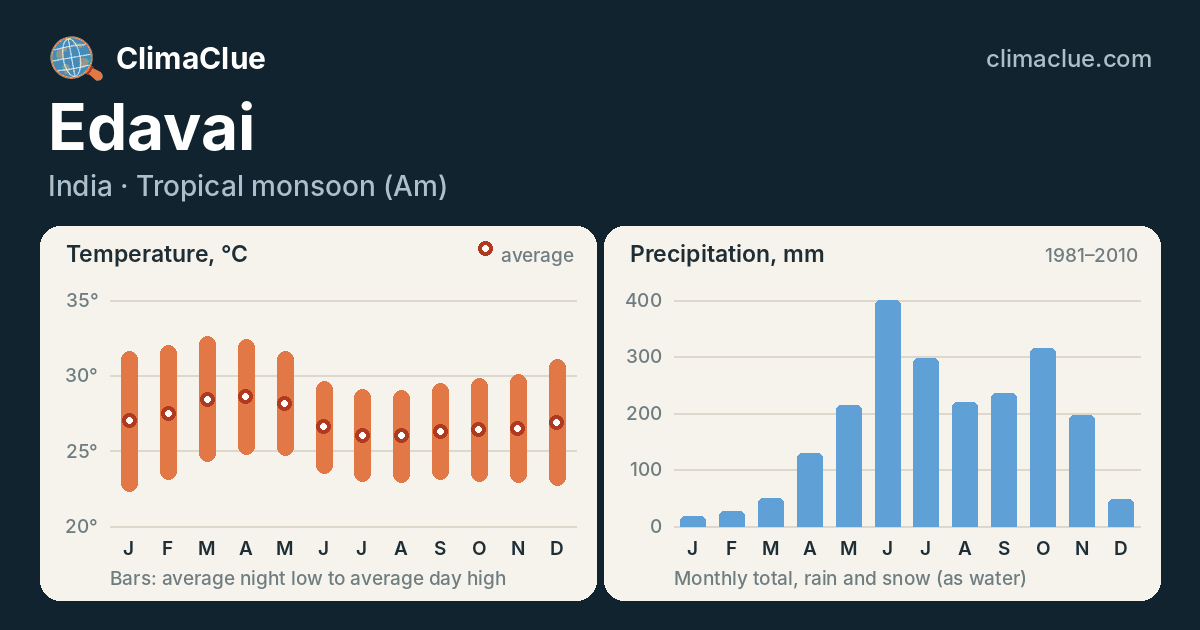 ClimaClue
climaclue.com
Edavai
India · Tropical monsoon (Am)
Temperature, °C
average
35°
30°
25°
20°
J F M A M J J A S O N D
Bars: average night low to average day high
Precipitation, mm
1981–2010
400
300
200
100
0
J F M A M J J A S O N D
Monthly total, rain and snow (as water)